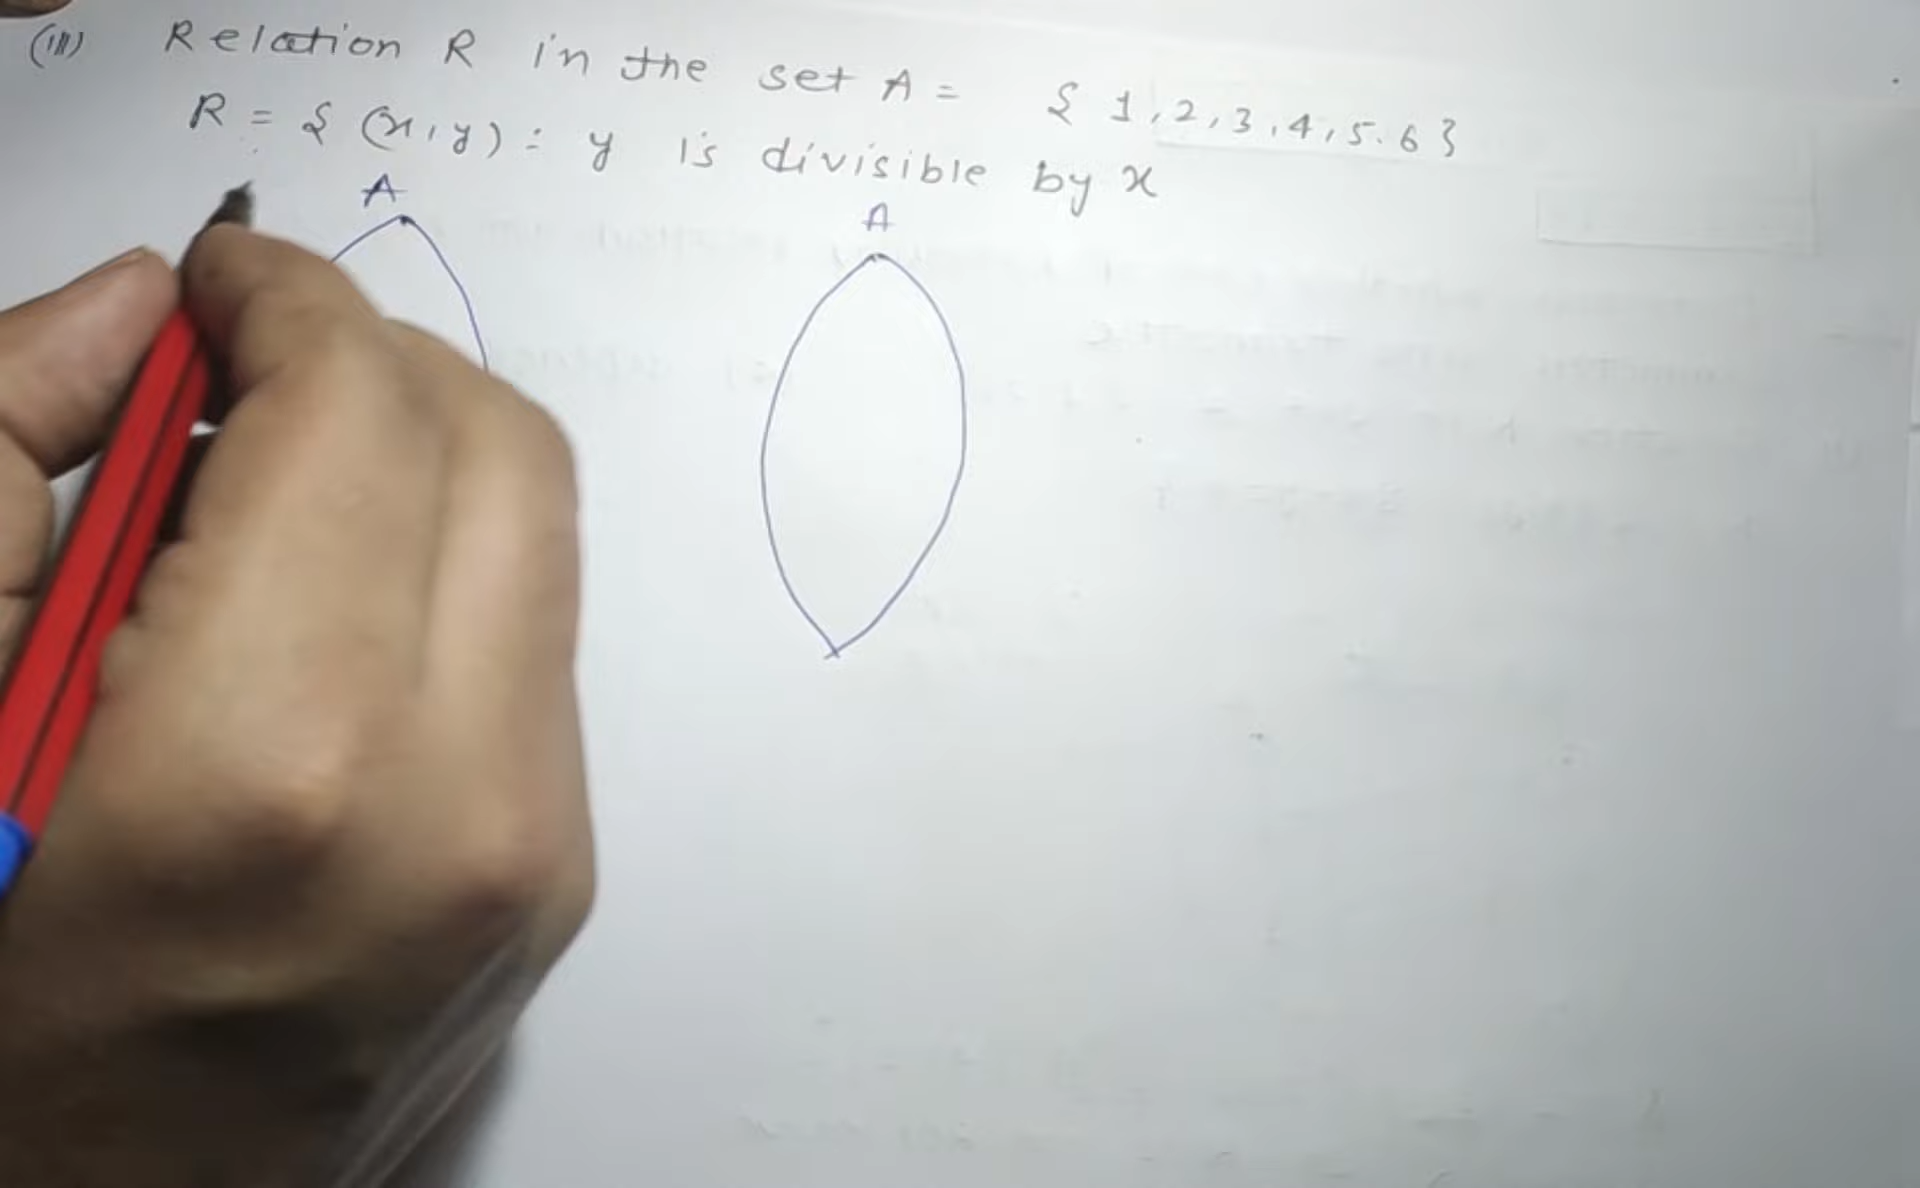 (iii) Relation R in the set A = { 1, 2, 3, 4, 5. 6 }
R = { (x, y) : y is divisible by x
A
A